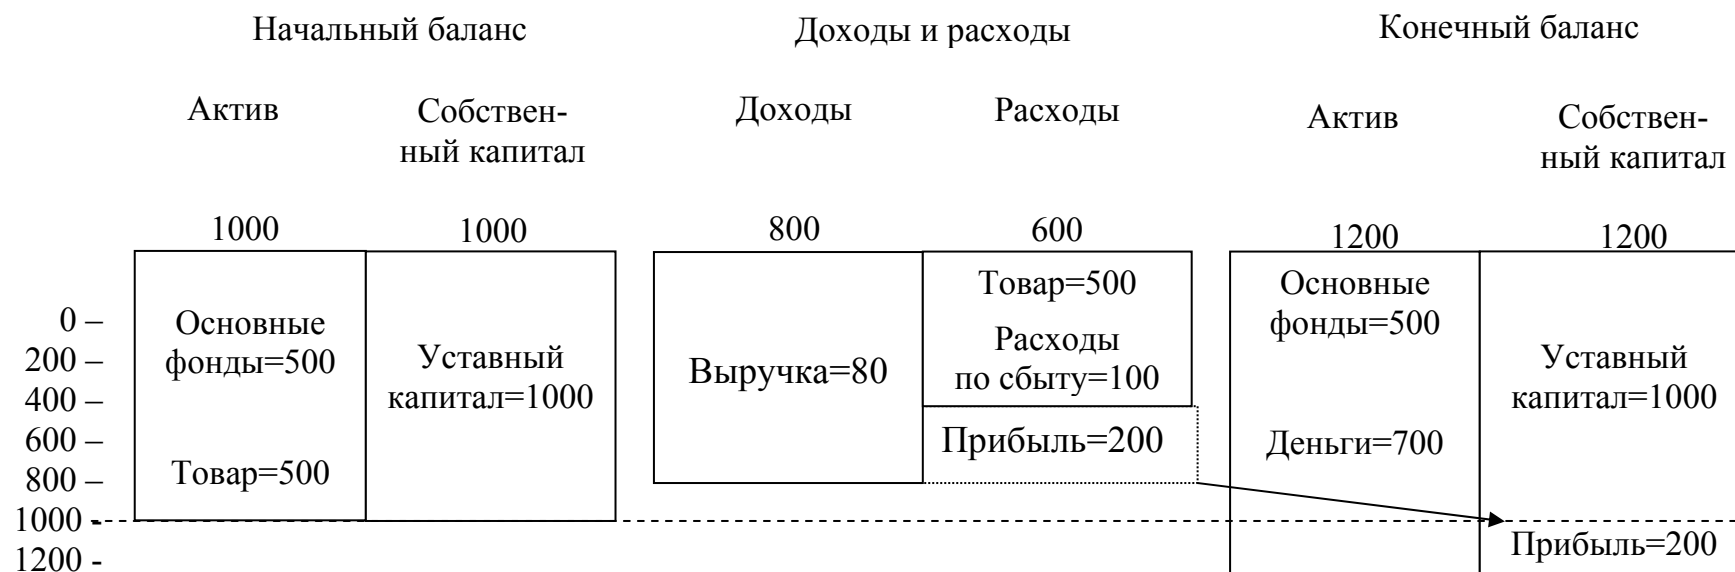 Начальный баланс
Доходы и расходы
Конечный баланс
Актив
Собствен-
ный капитал
Доходы
Расходы
Актив
Собствен-
ный капитал
1000
1000
800
600
1200
1200
0 –
200 –
400 –
600 –
800 –
1000 -
1200 -
Основные
фонды=500
Товар=500
Уставный
капитал=1000
Выручка=80
Товар=500
Расходы
по сбыту=100
Прибыль=200
Основные
фонды=500
Деньги=700
Уставный
капитал=1000
Прибыль=200